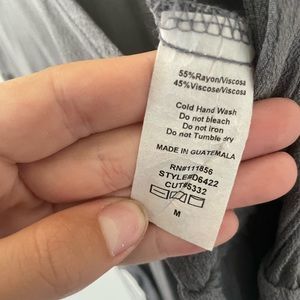 55%Rayon/Viscosa
45%Viscose/Viscosa
Cold Hand Wash
Do not bleach
Do not iron
Do not Tumble dry
MADE IN GUATEMALA
RN#111856
STYLE#D6422
CUT#5332
M